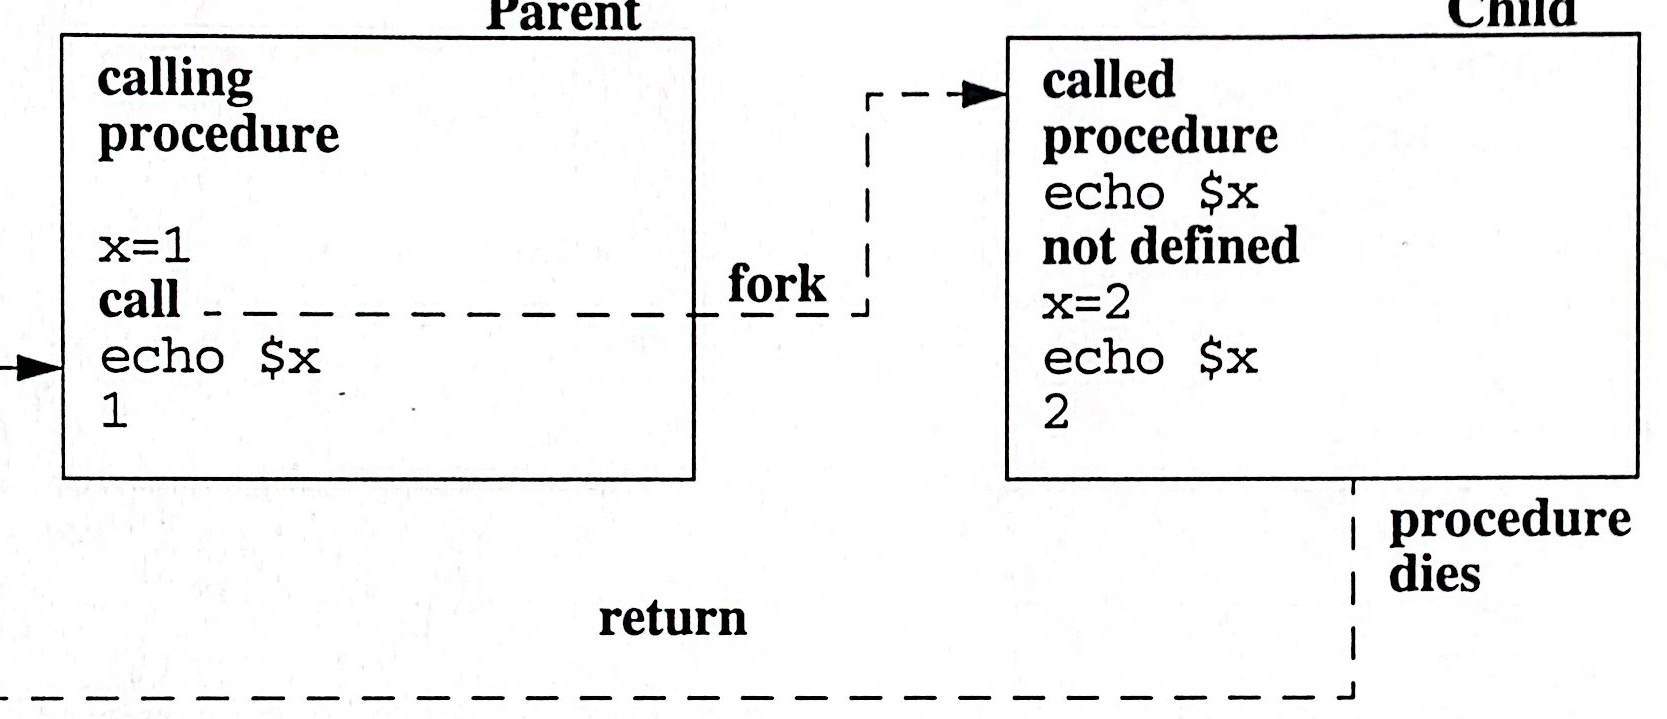 Parent
calling
procedure
x=1
call
echo $x
1
fork
Child
called
procedure
echo $x
not defined
x=2
echo $x
2
procedure
dies
return